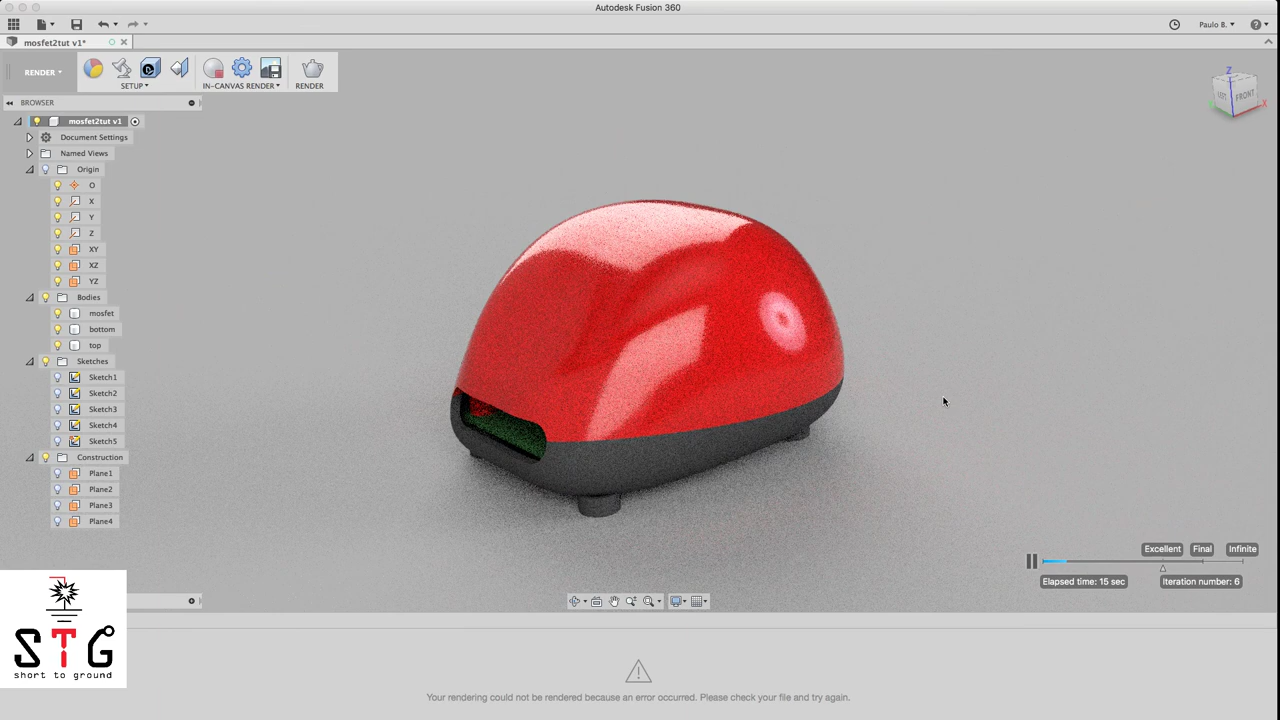 Autodesk Fusion 360
Paulo B.
mosfet2tut v1*
RENDER
SETUP
IN-CANVAS RENDER
RENDER
BROWSER
mosfet2tut v1
Document Settings
Named Views
Origin
O
X
Y
Z
XY
XZ
YZ
Bodies
mosfet
bottom
top
Sketches
Sketch1
Sketch2
Sketch3
Sketch4
Sketch5
Construction
Plane1
Plane2
Plane3
Plane4
Z
FRONT
X
Excellent Final Infinite
Elapsed time: 15 sec Iteration number: 6
STG
short to ground
Your rendering could not be rendered because an error occurred. Please check your file and try again.